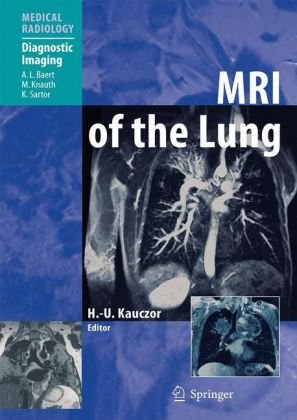 MEDICAL
RADIOLOGY
Diagnostic
Imaging
A. L. Baert
M. Knauth
K. Sartor
MRI
of the Lung
H.-U. Kauczor
Editor
Springer